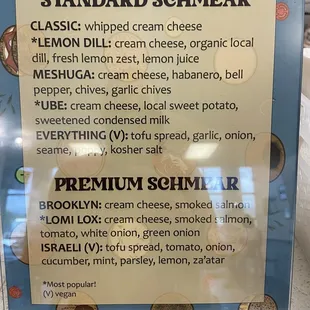 STANDARD SCHMEAR
CLASSIC: whipped cream cheese
*LEMON DILL: cream cheese, organic local
dill, fresh lemon zest, lemon juice
MESHUGA: cream cheese, habanero, bell
pepper, chives, garlic chives
*UBE: cream cheese, local sweet potato,
sweetened condensed milk
EVERYTHING (V): tofu spread, garlic, onion,
seame, poppy, kosher salt
PREMIUM SCHMEAR
BROOKLYN: cream cheese, smoked salmon
*LOMI LOX: cream cheese, smoked salmon,
tomato, white onion, green onion
ISRAELI (V): tofu spread, tomato, onion,
cucumber, mint, parsley, lemon, za'atar
*Most popular!
(V) vegan